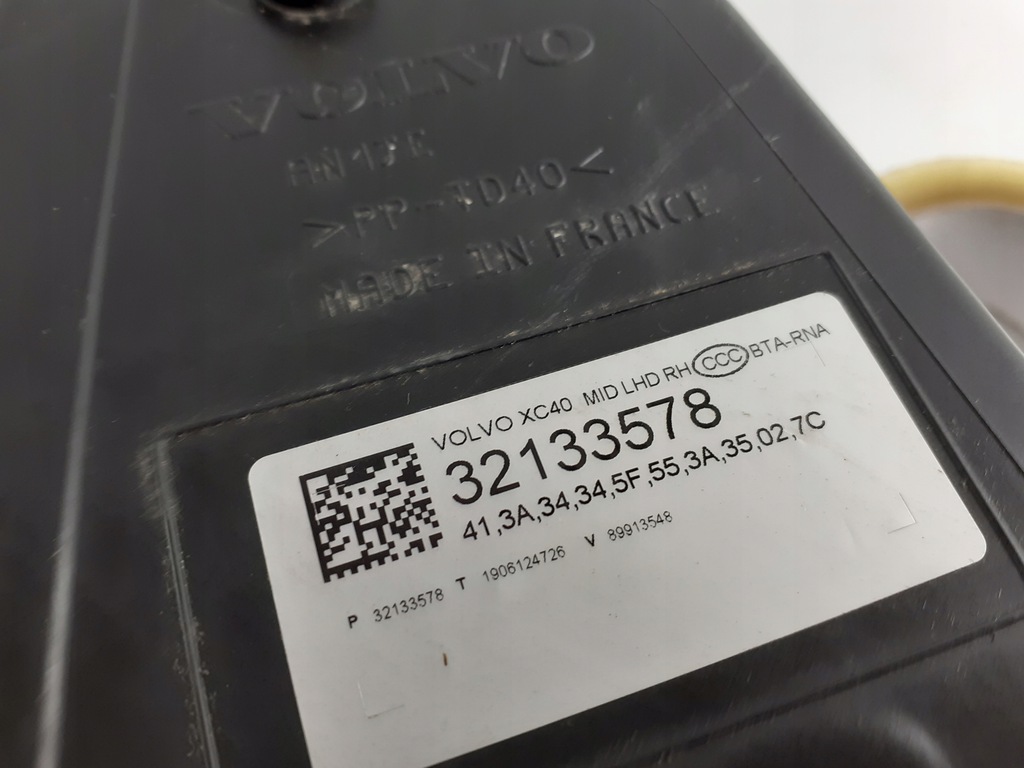 VOLVO
>PP-TD40<
MADE IN FRANCE
VOLVO XC40 MID LHD RH CCC BTA-RNA
32133578
41,3A,34,34,5F,55,3A,35,02,7C
P 32133578 T 1906124726 V 89913548